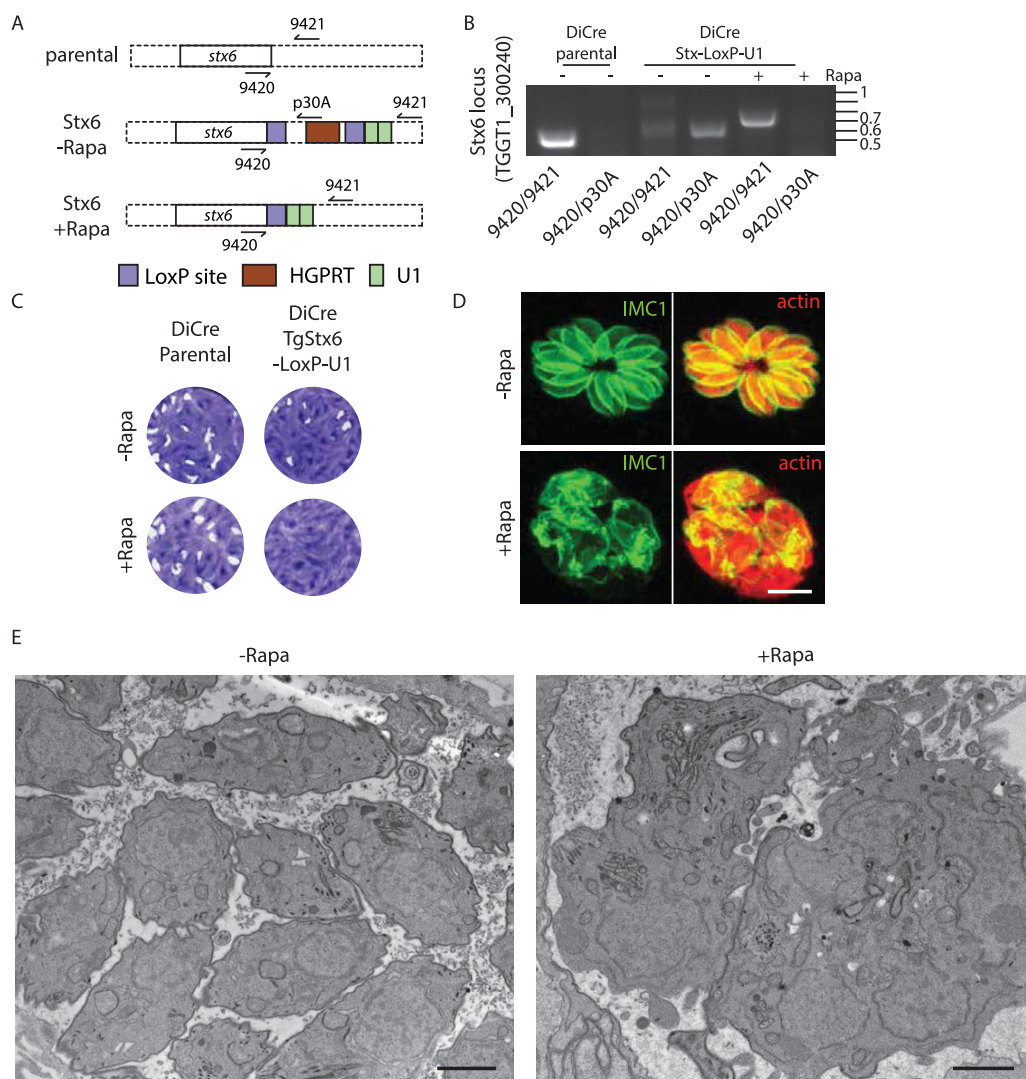 A
9421
parental
stx6
9420
p30A
9421
Stx6
-Rapa
stx6
9420
9421
Stx6
+Rapa
stx6
9420
LoxP site
HGPRT
U1
B
DiCre
parental
DiCre
Stx-LoxP-U1
- - - - + + Rapa
Stx6 locus
(TGGT1_300240)
1
0.7
0.6
0.5
9420/9421
9420/p30A
9420/9421
9420/p30A
9420/9421
9420/p30A
C
DiCre
Parental
DiCre
TgStx6
-LoxP-U1
-Rapa
+Rapa
D
IMC1
actin
-Rapa
IMC1
actin
+Rapa
E
-Rapa
+Rapa